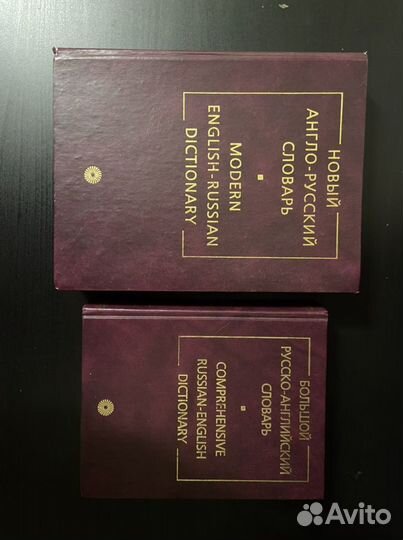 НОВЫЙ
АНГЛО-РУССКИЙ
СЛОВАРЬ
MODERN
ENGLISH-RUSSIAN
DICTIONARY
БОЛЬШОЙ
РУССКО-АНГЛИЙСКИЙ
СЛОВАРЬ
COMPREHENSIVE
RUSSIAN-ENGLISH
DICTIONARY
Avito